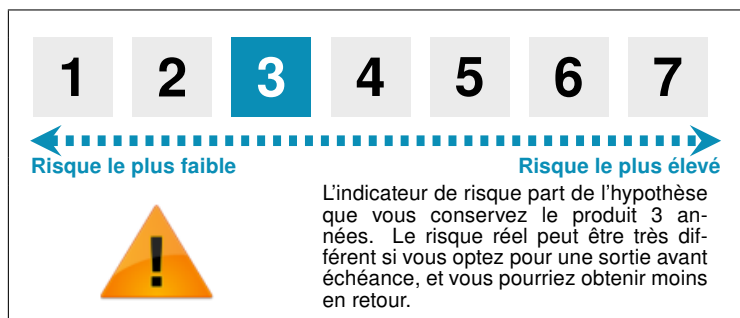 1 2 3 4 5 6 7
Risque le plus faible Risque le plus élevé
L'indicateur de risque part de l'hypothèse
que vous conservez le produit 3 an-
nées. Le risque réel peut être très dif-
férent si vous optez pour une sortie avant
échéance, et vous pourriez obtenir moins
en retour.